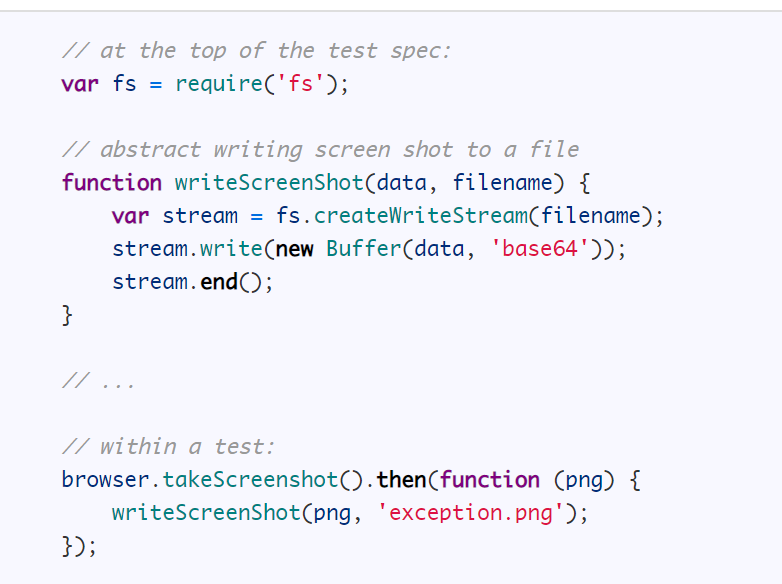 // at the top of the test spec:
var fs = require('fs');
// abstract writing screen shot to a file
function writeScreenShot(data, filename) {
    var stream = fs.createWriteStream(filename);
    stream.write(new Buffer(data, 'base64'));
    stream.end();
}
// ...
// within a test:
browser.takeScreenshot().then(function (png) {
    writeScreenShot(png, 'exception.png');
});